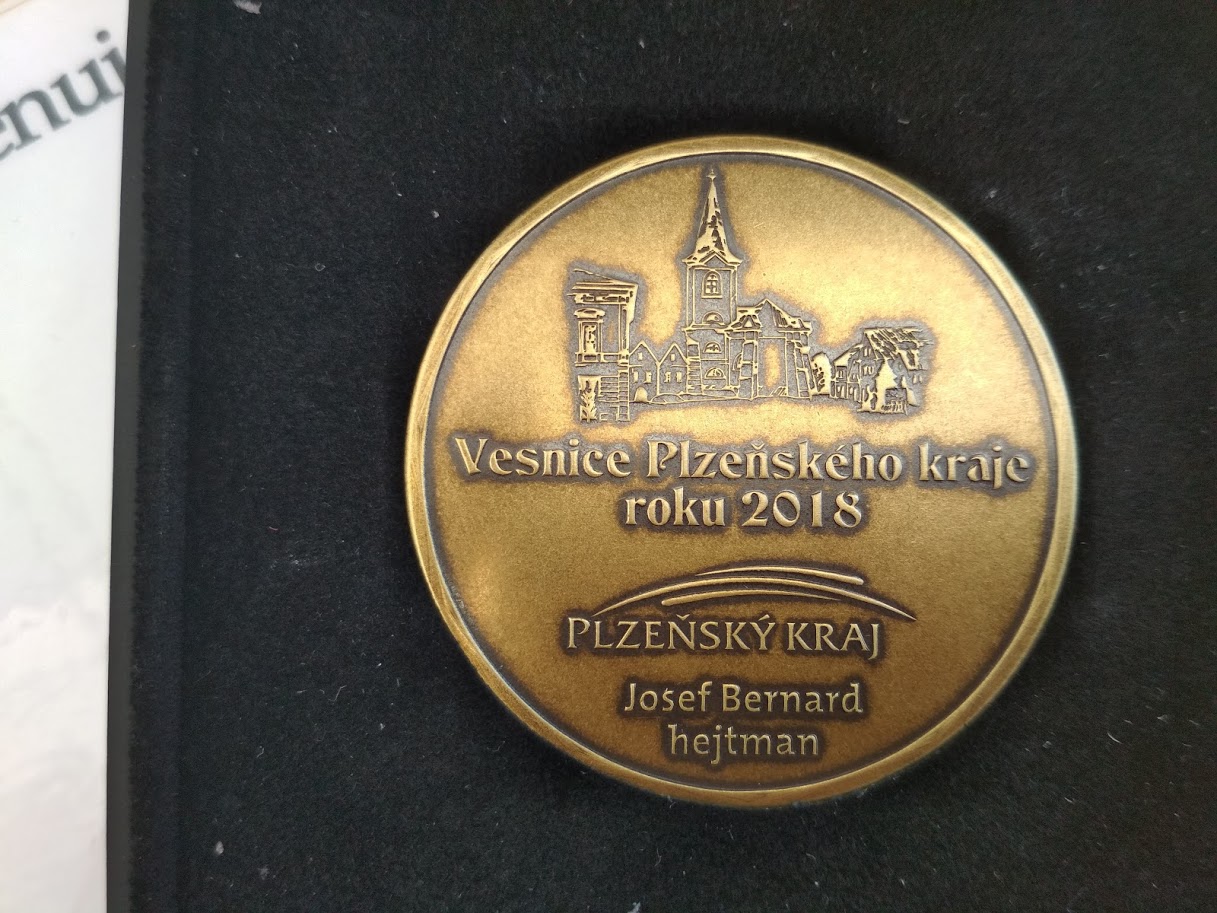 Vesnice Plzeňského kraje
roku 2018
PLZEŇSKÝ KRAJ
Josef Bernard
hejtman